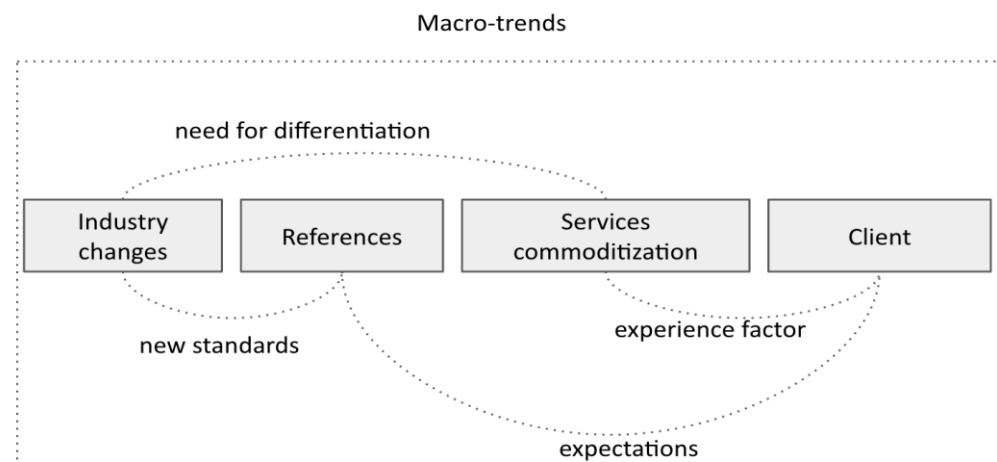 Macro-trends
need for differentiation
Industry
changes
References
Services
commoditization
Client
new standards
experience factor
expectations